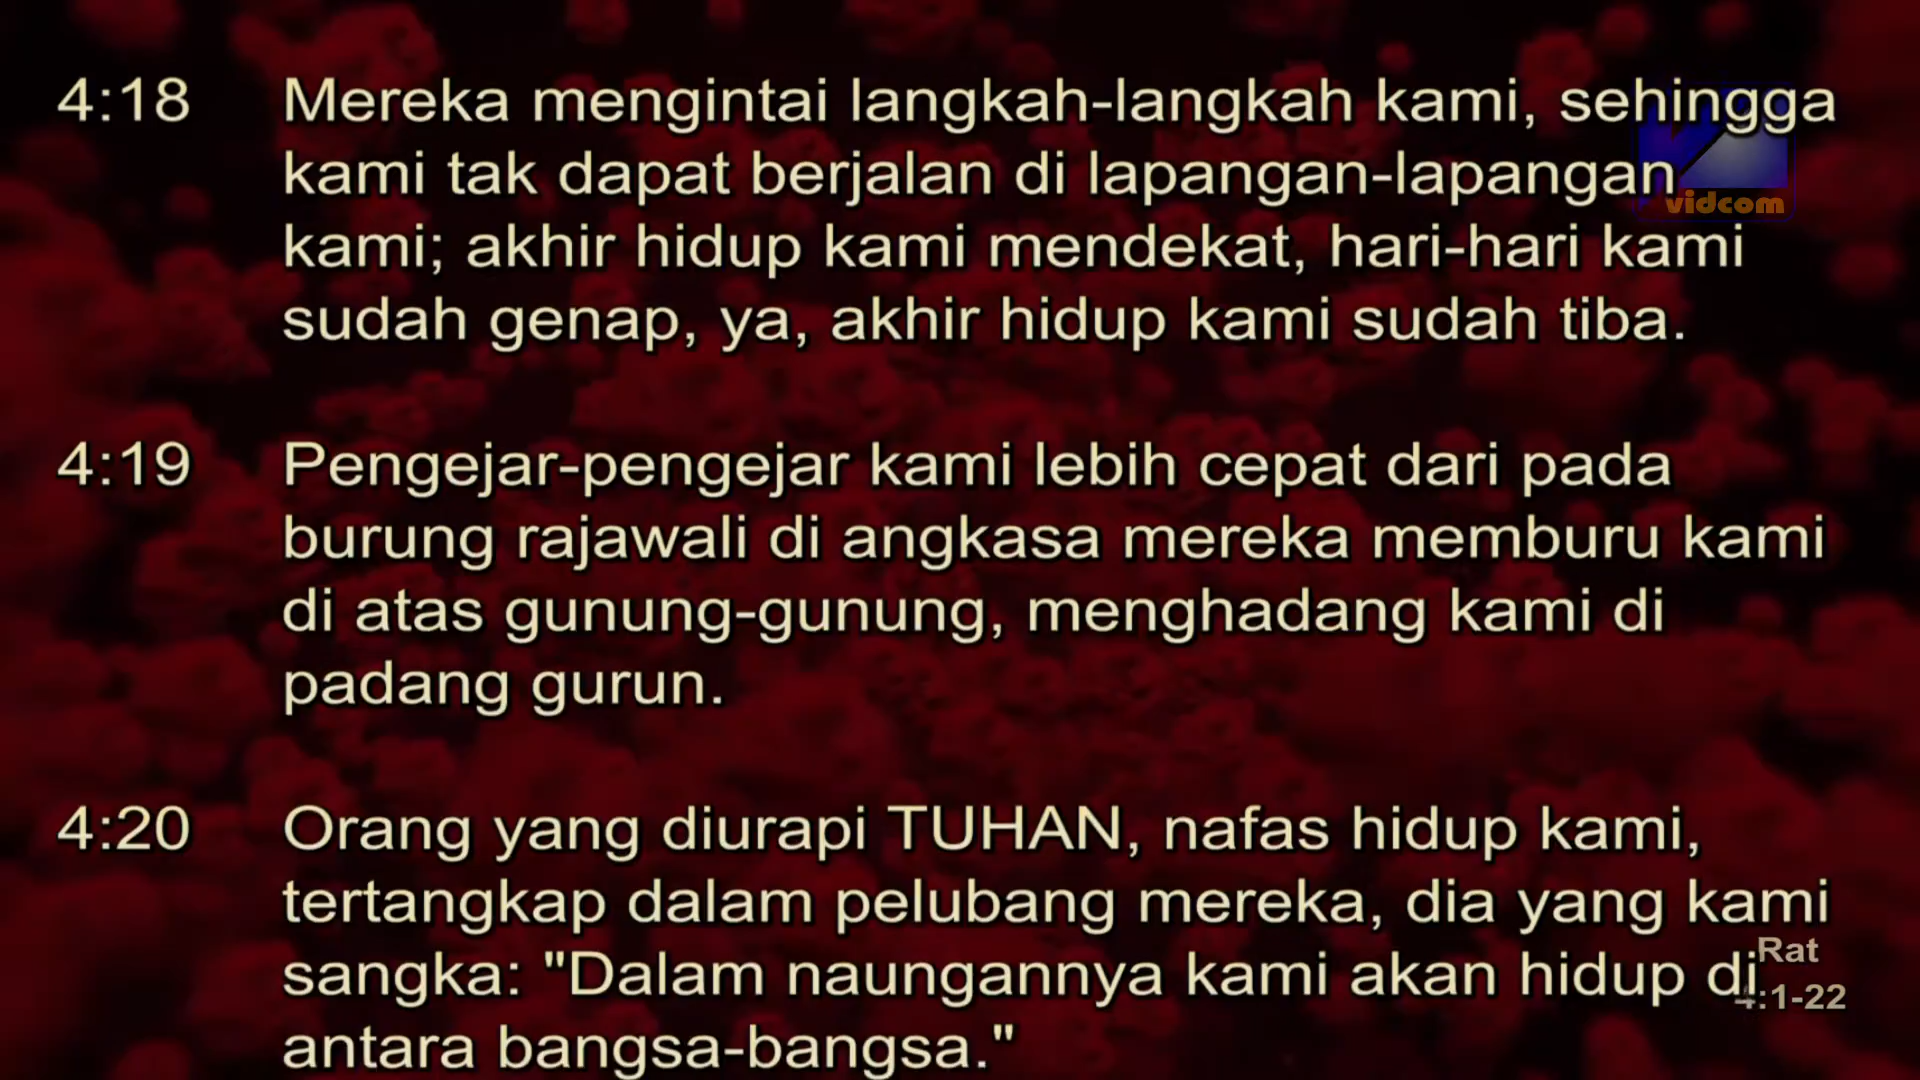 4:18 Mereka mengintai langkah-langkah kami, sehingga
kami tak dapat berjalan di lapangan-lapangan
kami; akhir hidup kami mendekat, hari-hari kami
sudah genap, ya, akhir hidup kami sudah tiba.
4:19 Pengejar-pengejar kami lebih cepat dari pada
burung rajawali di angkasa mereka memburu kami
di atas gunung-gunung, menghadang kami di
padang gurun.
4:20 Orang yang diurapi TUHAN, nafas hidup kami,
tertangkap dalam pelubang mereka, dia yang kami
sangka: "Dalam naungannya kami akan hidup di
antara bangsa-bangsa."
vidcom
Rat
4:1-22